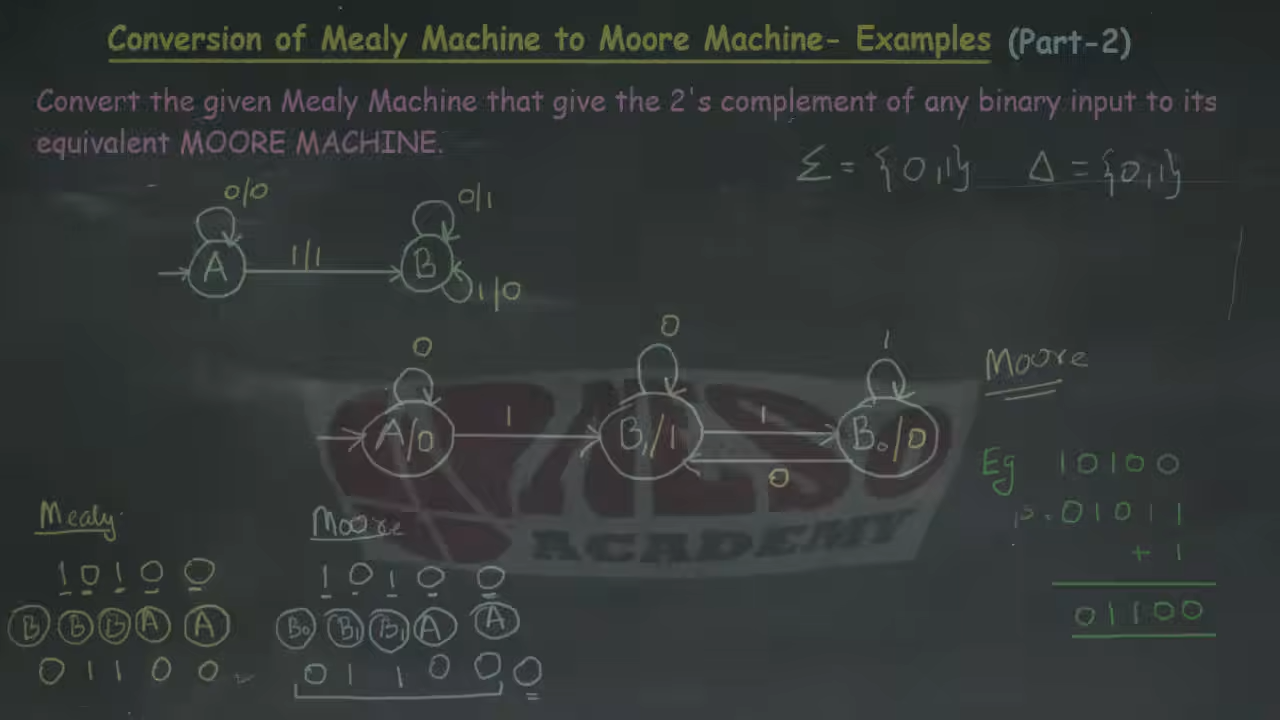 Conversion of Mealy Machine to Moore Machine- Examples (Part-2)
Convert the given Mealy Machine that give the 2's complement of any binary input to its
equivalent MOORE MACHINE.
Σ = {0,1} Δ = {0,1}
0/0
0/1
A
1/1
B
1/0
0
0
1
Moore
A/0
1
B₁/1
1
B₀/0
0
Eg 10100
01011
+ 1
01100
Mealy
1 0 1 0 0
B B B A A
0 1 1 0 0
Moore
1 0 1 0 0
B₀ B₁ B₁ A A
0 1 1 0 0 0
NESO
ACADEMY